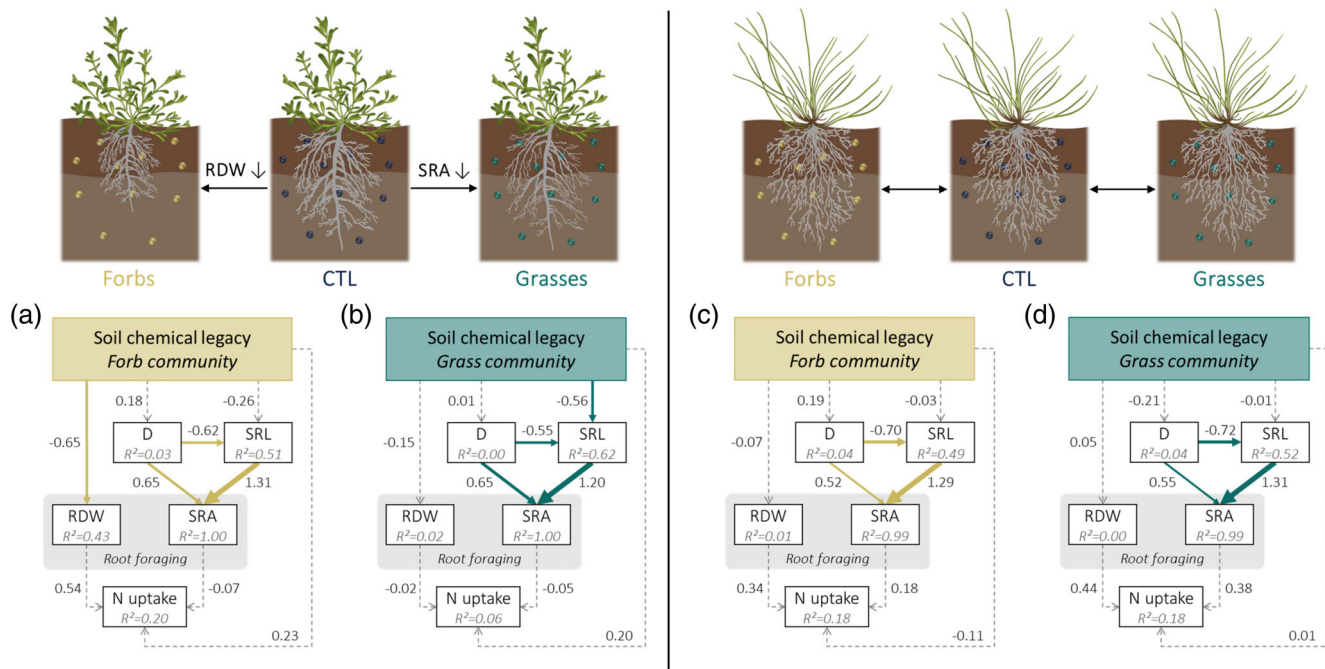 RDW ↓
SRA ↓
Forbs
CTL
Grasses
Forbs
CTL
Grasses
(a)
Soil chemical legacy
Forb community
0.18
-0.26
-0.65
D
R²=0.03
-0.62
SRL
R²=0.51
0.65
1.31
RDW
R²=0.43
SRA
R²=1.00
Root foraging
0.54
-0.07
N uptake
R²=0.20
0.23
(b)
Soil chemical legacy
Grass community
0.01
-0.56
-0.15
D
R²=0.00
-0.55
SRL
R²=0.62
0.65
1.20
RDW
R²=0.02
SRA
R²=1.00
Root foraging
-0.02
-0.05
N uptake
R²=0.06
0.20
(c)
Soil chemical legacy
Forb community
0.19
-0.03
-0.07
D
R²=0.04
-0.70
SRL
R²=0.49
0.52
1.29
RDW
R²=0.01
SRA
R²=0.99
Root foraging
0.34
0.18
N uptake
R²=0.18
-0.11
(d)
Soil chemical legacy
Grass community
-0.21
-0.01
0.05
D
R²=0.04
-0.72
SRL
R²=0.52
0.55
1.31
RDW
R²=0.00
SRA
R²=0.99
Root foraging
0.44
0.38
N uptake
R²=0.18
0.01